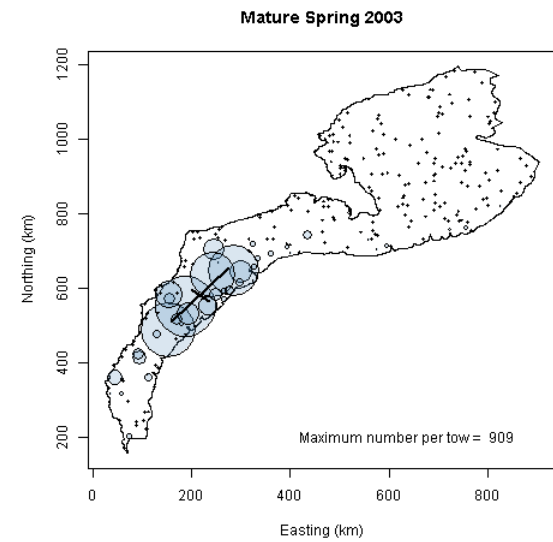 Mature Spring 2003
1200
1000
800
600
400
200
Northing (km)
Maximum number per tow = 909
0 200 400 600 800
Easting (km)